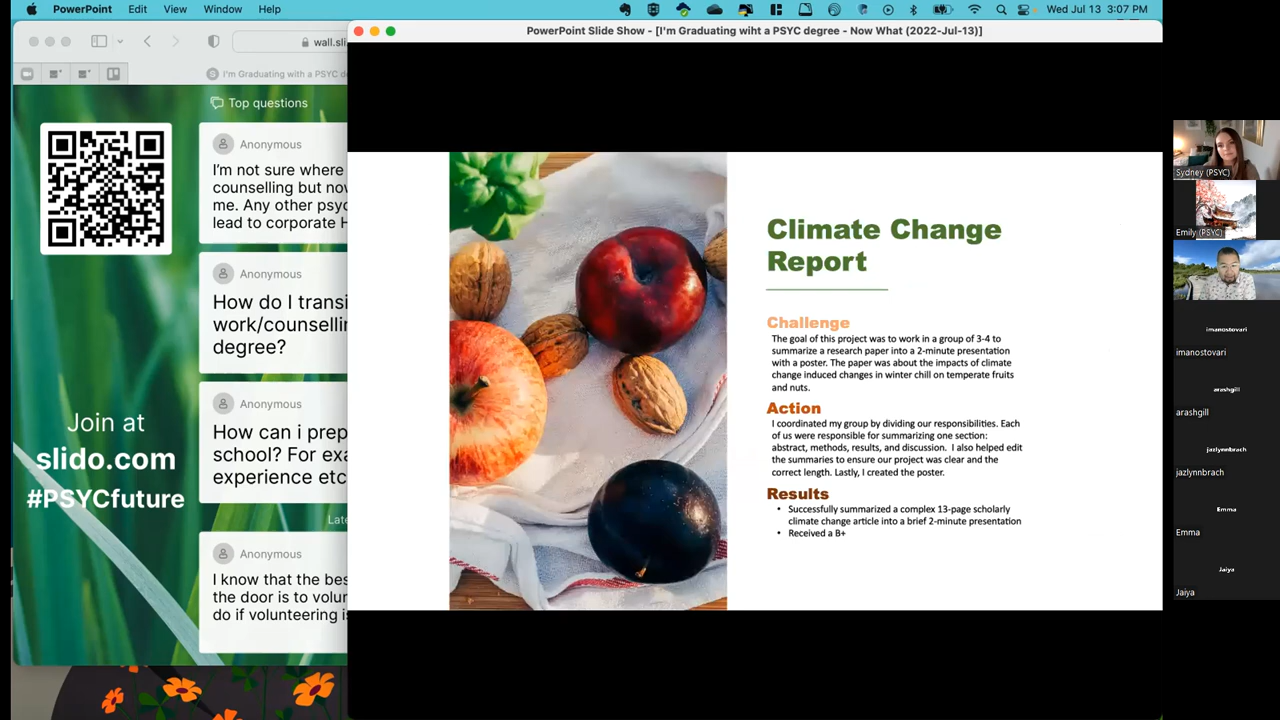 PowerPoint Edit View Window Help
Wed Jul 13 3:07 PM
wall.sli
I'm Graduating with a PSYC de
PowerPoint Slide Show - [I'm Graduating wiht a PSYC degree - Now What (2022-Jul-13)]
Top questions
Anonymous
I'm not sure where
counselling but now
me. Any other psyc
lead to corporate H
Anonymous
How do I transi
work/counsellin
degree?
Anonymous
How can i prep
school? For exa
experience etc
Late
Anonymous
I know that the bes
the door is to volun
do if volunteering is
Join at
slido.com
#PSYCfuture
Climate Change
Report
Challenge
The goal of this project was to work in a group of 3-4 to
summarize a research paper into a 2-minute presentation
with a poster. The paper was about the impacts of climate
change induced changes in winter chill on temperate fruits
and nuts.
Action
I coordinated my group by dividing our responsibilities. Each
of us were responsible for summarizing one section:
abstract, methods, results, and discussion. I also helped edit
the summaries to ensure our project was clear and the
correct length. Lastly, I created the poster.
Results
• Successfully summarized a complex 13-page scholarly
climate change article into a brief 2-minute presentation
• Received a B+
Sydney (PSYC)
Emily (PSYC)
imanostovari
imanostovari
arashgill
arashgill
jazlynnbrach
jazlynnbrach
Emma
Emma
Jaiya
Jaiya